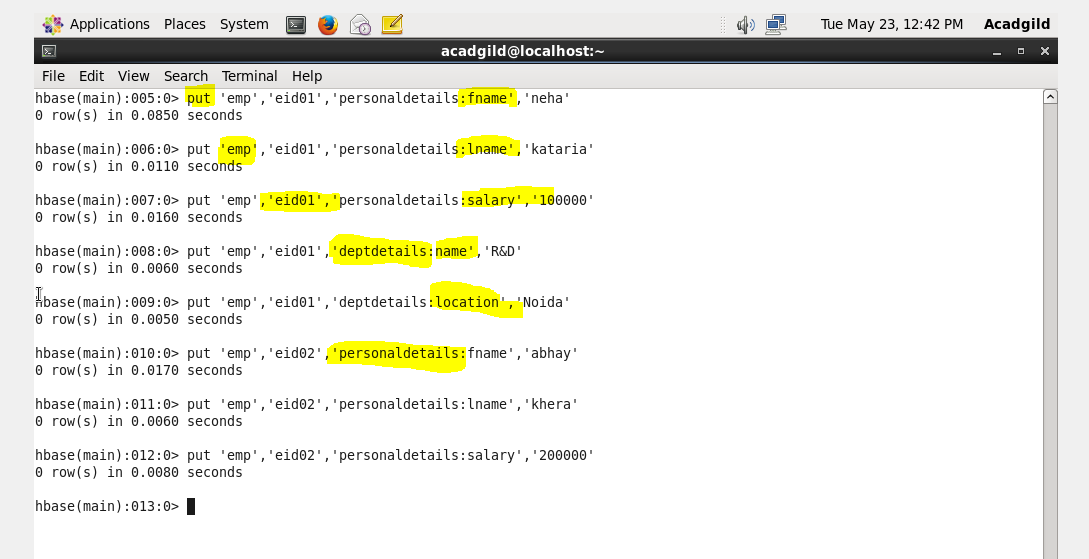 Applications Places System Tue May 23, 12:42 PM Acadgild
acadgild@localhost:~
File Edit View Search Terminal Help
hbase(main):005:0> put 'emp','eid01','personaldetails:fname','neha'
0 row(s) in 0.0850 seconds
hbase(main):006:0> put 'emp','eid01','personaldetails:lname','kataria'
0 row(s) in 0.0110 seconds
hbase(main):007:0> put 'emp','eid01','personaldetails:salary','100000'
0 row(s) in 0.0160 seconds
hbase(main):008:0> put 'emp','eid01','deptdetails:name','R&D'
0 row(s) in 0.0060 seconds
hbase(main):009:0> put 'emp','eid01','deptdetails:location','Noida'
0 row(s) in 0.0050 seconds
hbase(main):010:0> put 'emp','eid02','personaldetails:fname','abhay'
0 row(s) in 0.0170 seconds
hbase(main):011:0> put 'emp','eid02','personaldetails:lname','khera'
0 row(s) in 0.0060 seconds
hbase(main):012:0> put 'emp','eid02','personaldetails:salary','200000'
0 row(s) in 0.0080 seconds
hbase(main):013:0>